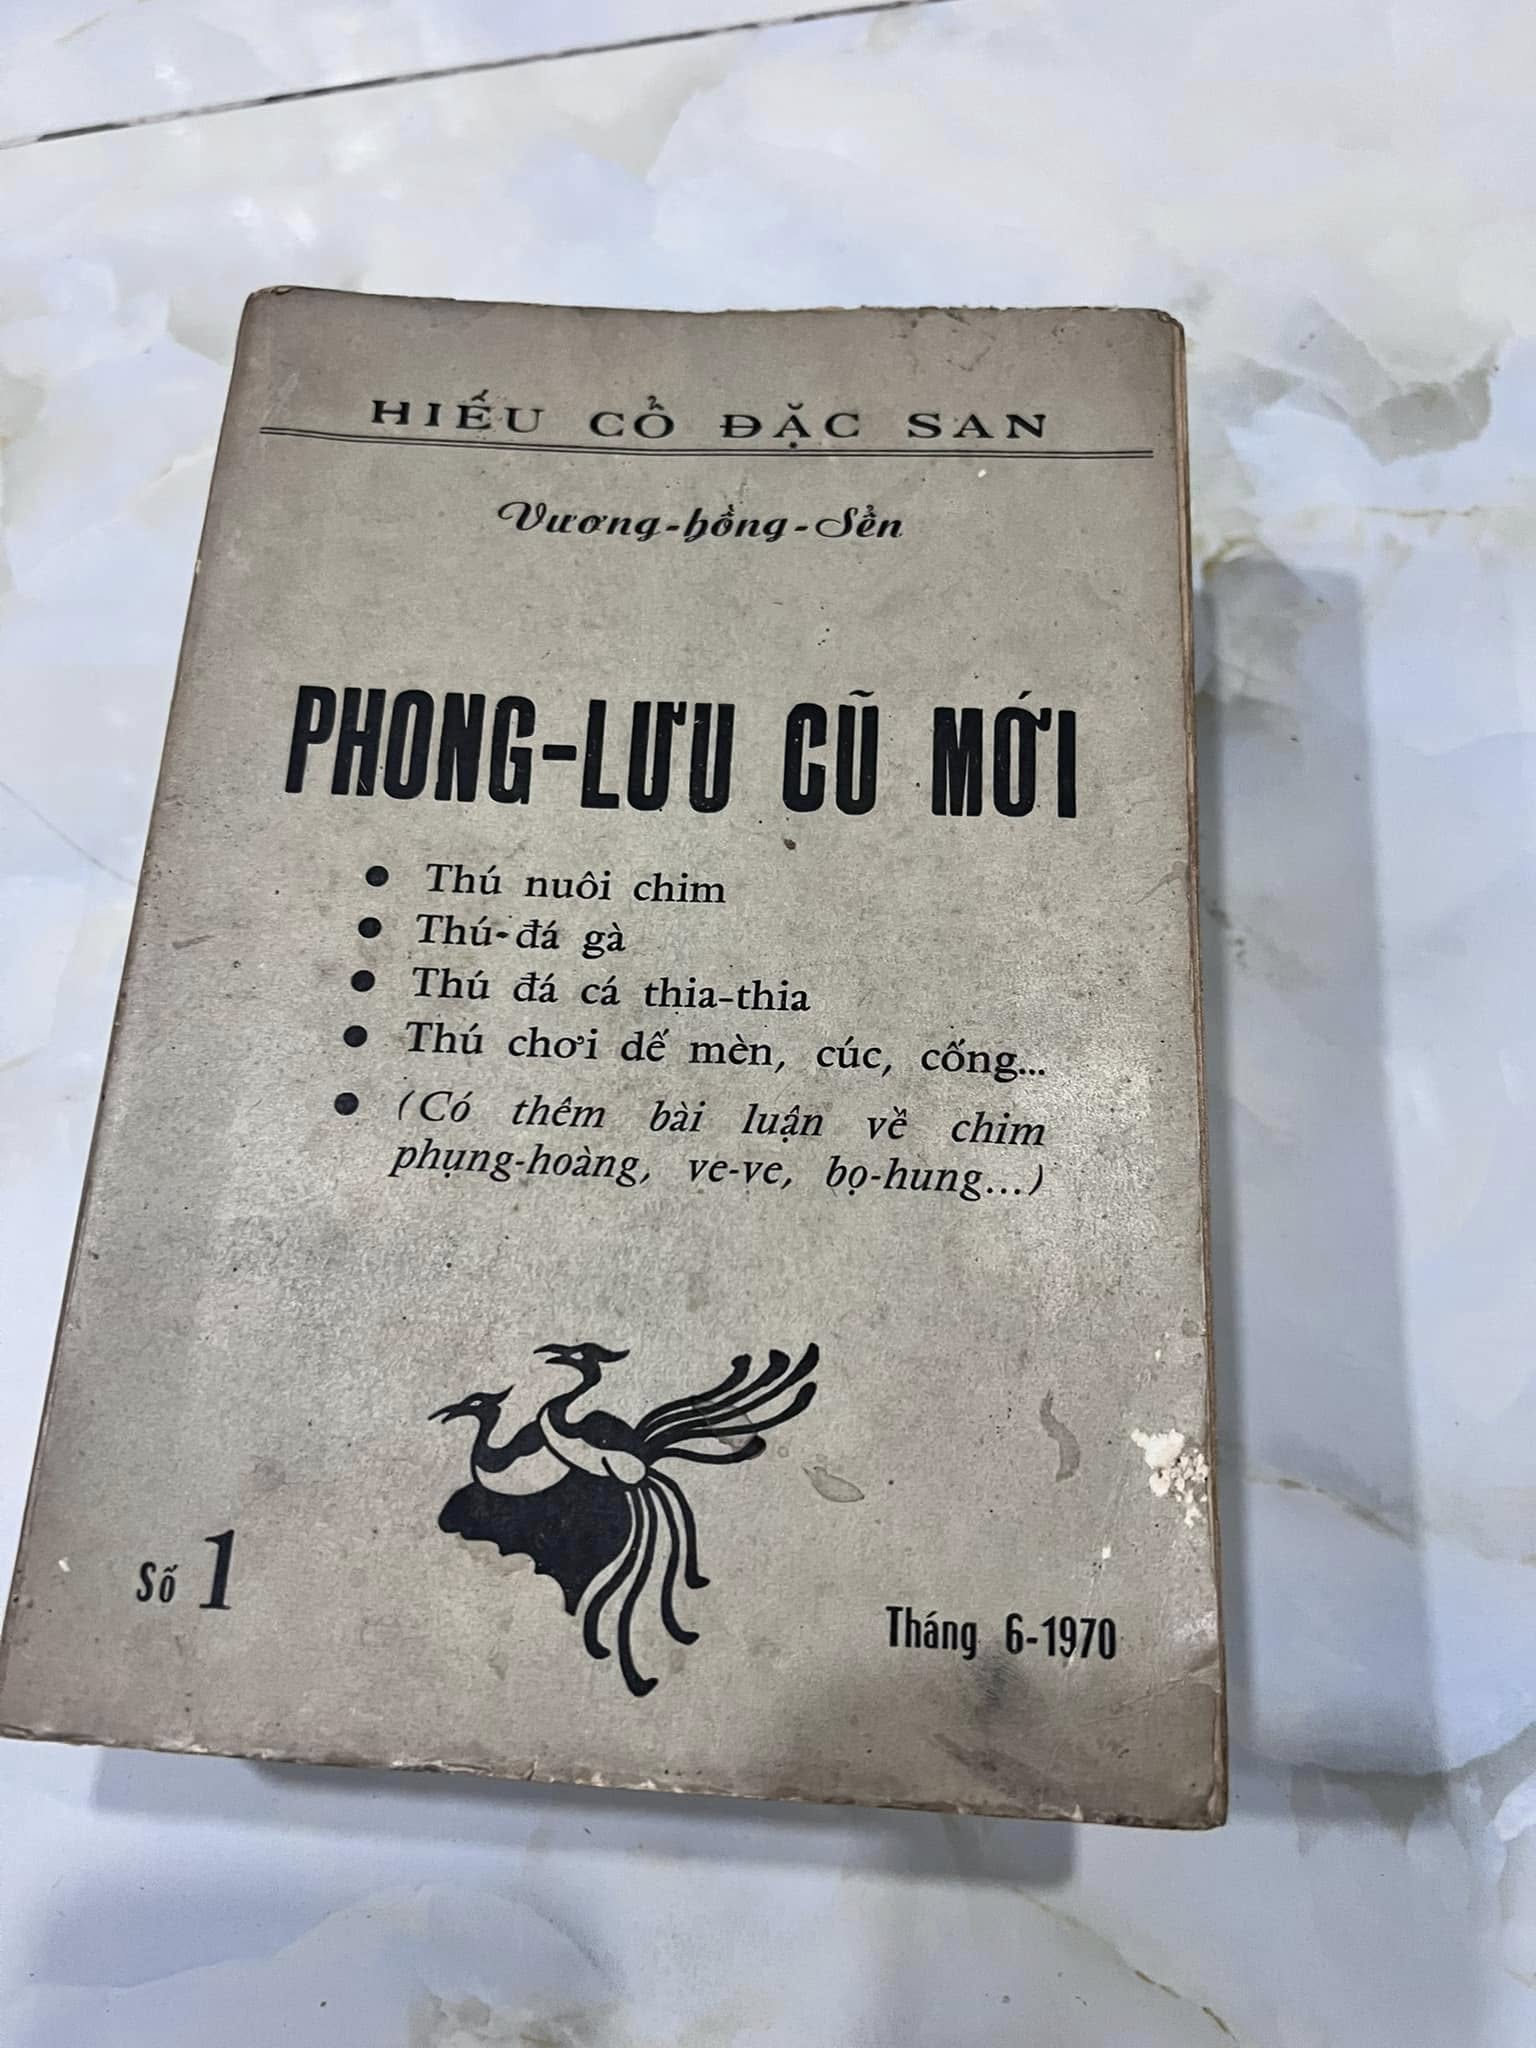 HIẾU CỔ ĐẶC SAN
Vương-hồng-Sển
PHONG-LƯU CŨ MỚI
● Thú nuôi chim
● Thú-đá gà
● Thú đá cá thia-thia
● Thú chơi dế mèn, cúc, cống...
● (Có thêm bài luận về chim
phụng-hoàng, ve-ve, bọ-hung...)
Số 1
Tháng 6-1970